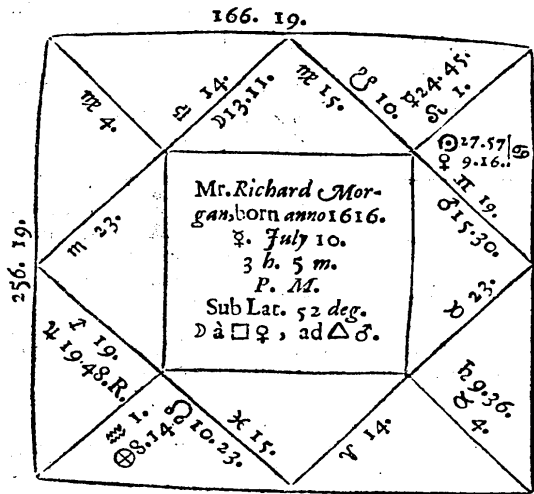 166. 19.
♏ 4.
♎ 14.
☽13.11.
♍ 15.
☋ 10.
☿24.45.
♌ 1.
☉27.57
♀ 9.16.
♋
♊ 19.
♂15.30.
256. 19.
♏ 23.
Mr. Richard Mor-
gan, born anno 1616.
☿. July 10.
3 h. 5 m.
P. M.
Sub Lat. 52 deg.
☽ à □ ♀, ad △ ♂.
♉ 23.
♐ 19.
♃ 19.48.R.
♒ 1.
⊕8.14.
☊ 10. 23.
♓ 15.
♈ 14.
♄ 9.36.
♉ 4.